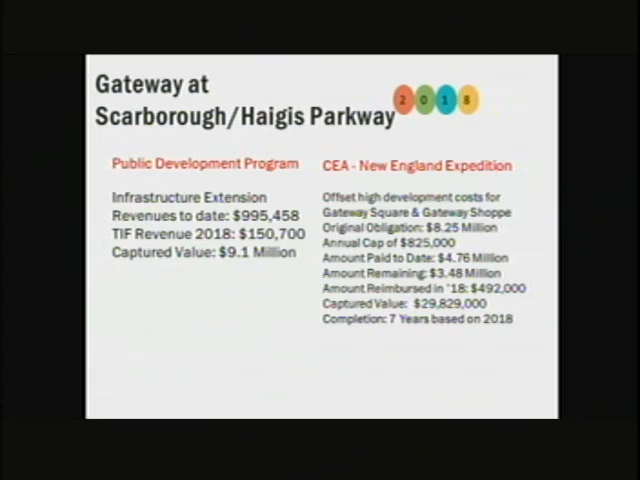 Gateway at
Scarborough/Haigis Parkway
2 0 1 8
Public Development Program
Infrastructure Extension
Revenues to date: $995,458
TIF Revenue 2018: $150,700
Captured Value: $9.1 Million
CEA - New England Expedition
Offset high development costs for
Gateway Square & Gateway Shoppe
Original Obligation: $8.25 Million
Annual Cap of $825,000
Amount Paid to Date: $4.76 Million
Amount Remaining: $3.48 Million
Amount Reimbursed in '18: $492,000
Captured Value: $29,829,000
Completion: 7 Years based on 2018